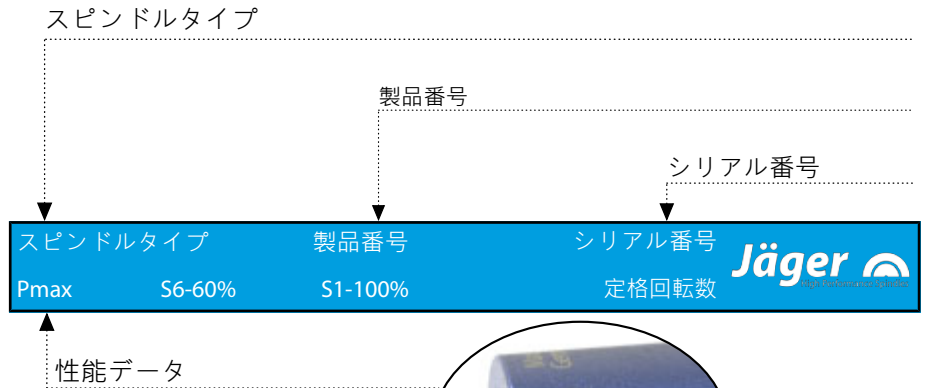 スピンドルタイプ
製品番号
シリアル番号
スピンドルタイプ 製品番号 シリアル番号
Jäger
Pmax S6-60% S1-100% 定格回転数
性能データ